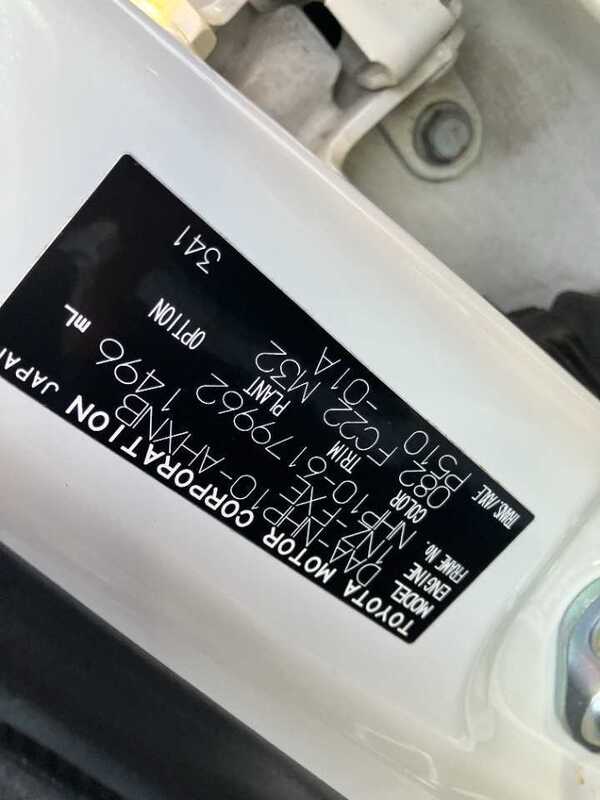 TOYOTA MOTOR CORPORATION JAPAN
MODEL DAA-NHP10-AHXNB
ENGINE 1NZ-FXE 1496 mL
FRAME No. NHP10-6179962
COLOR TRIM PLANT OPTION
082 FC22 M32 341
TRANS./AXLE P510 -01A